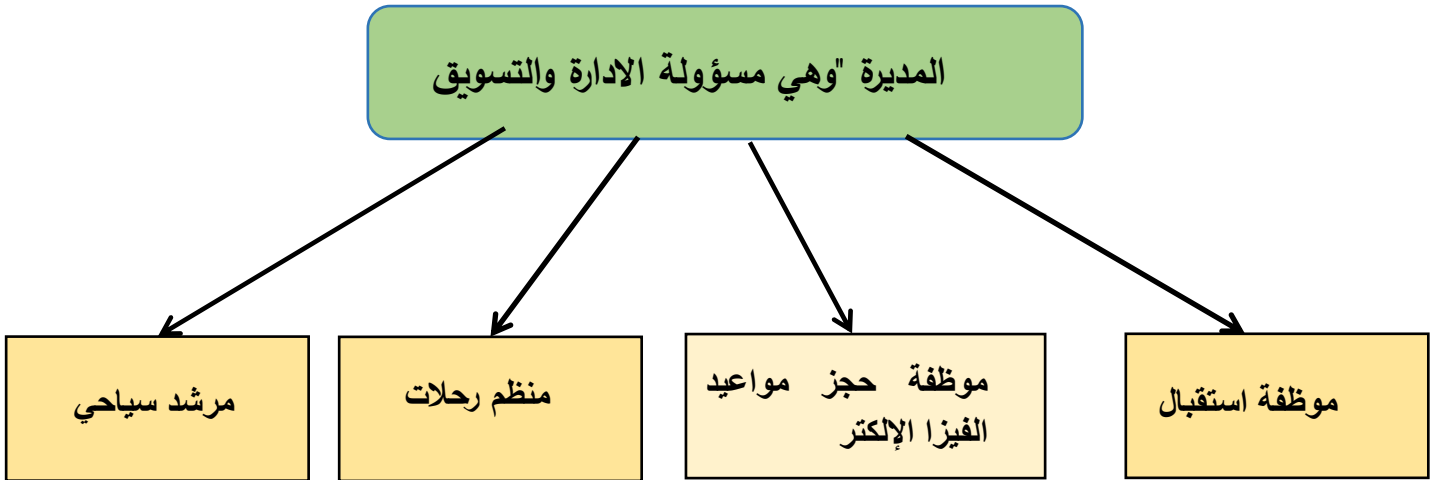 المديرة "وهي مسؤولة الادارة والتسويق
موظفة استقبال
موظفة حجز مواعيد
الفيزا الإلكتر
منظم رحلات
مرشد سياحي